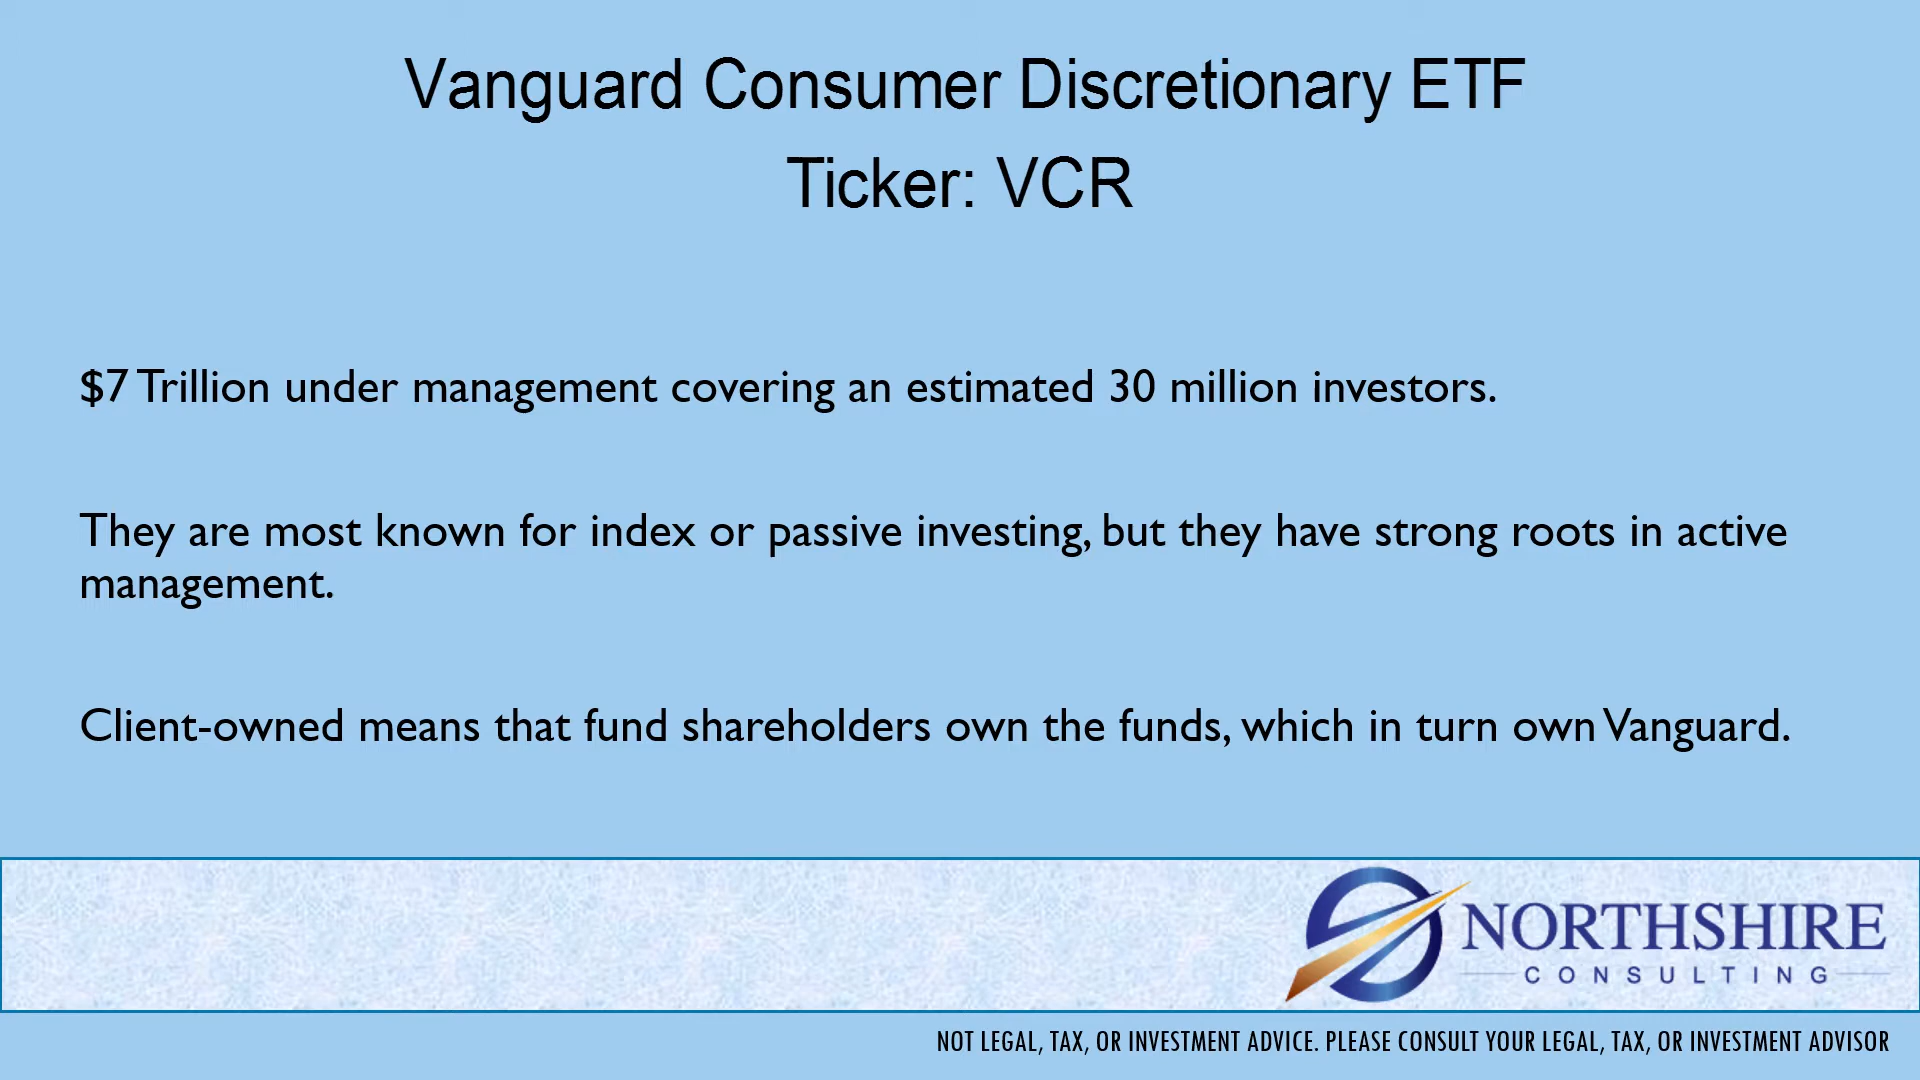 Vanguard Consumer Discretionary ETF
Ticker: VCR
$7 Trillion under management covering an estimated 30 million investors.
They are most known for index or passive investing, but they have strong roots in active
management.
Client-owned means that fund shareholders own the funds, which in turn own Vanguard.
NORTHSHIRE
CONSULTING
NOT LEGAL, TAX, OR INVESTMENT ADVICE. PLEASE CONSULT YOUR LEGAL, TAX, OR INVESTMENT ADVISOR